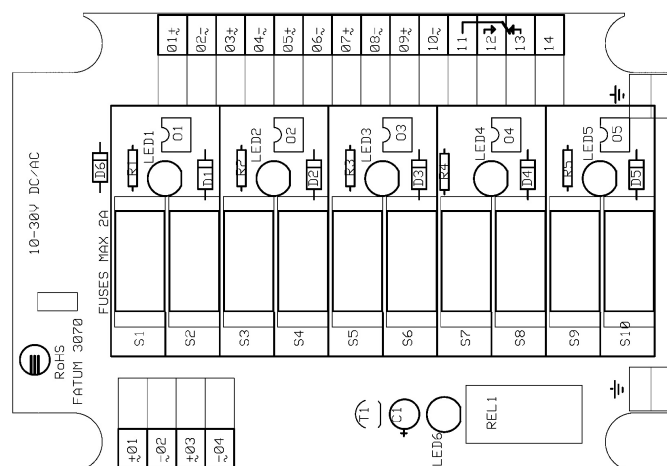 01± 02= 03± 04= 05± 06= 07± 08= 09± 10= 11 12 13 14
LED1 O1 LED2 O2 LED3 O3 LED4 O4 LED5 O5
D6 R1 D1 R2 D2 R3 D3 R4 D4 R5 D5
10-30V DC/AC
FUSES MAX 2A
S1 S2 S3 S4 S5 S6 S7 S8 S9 S10
RoHS
FATUM 3070
T1 C1 + LED6 REL1
±01 -02 ±03 -04